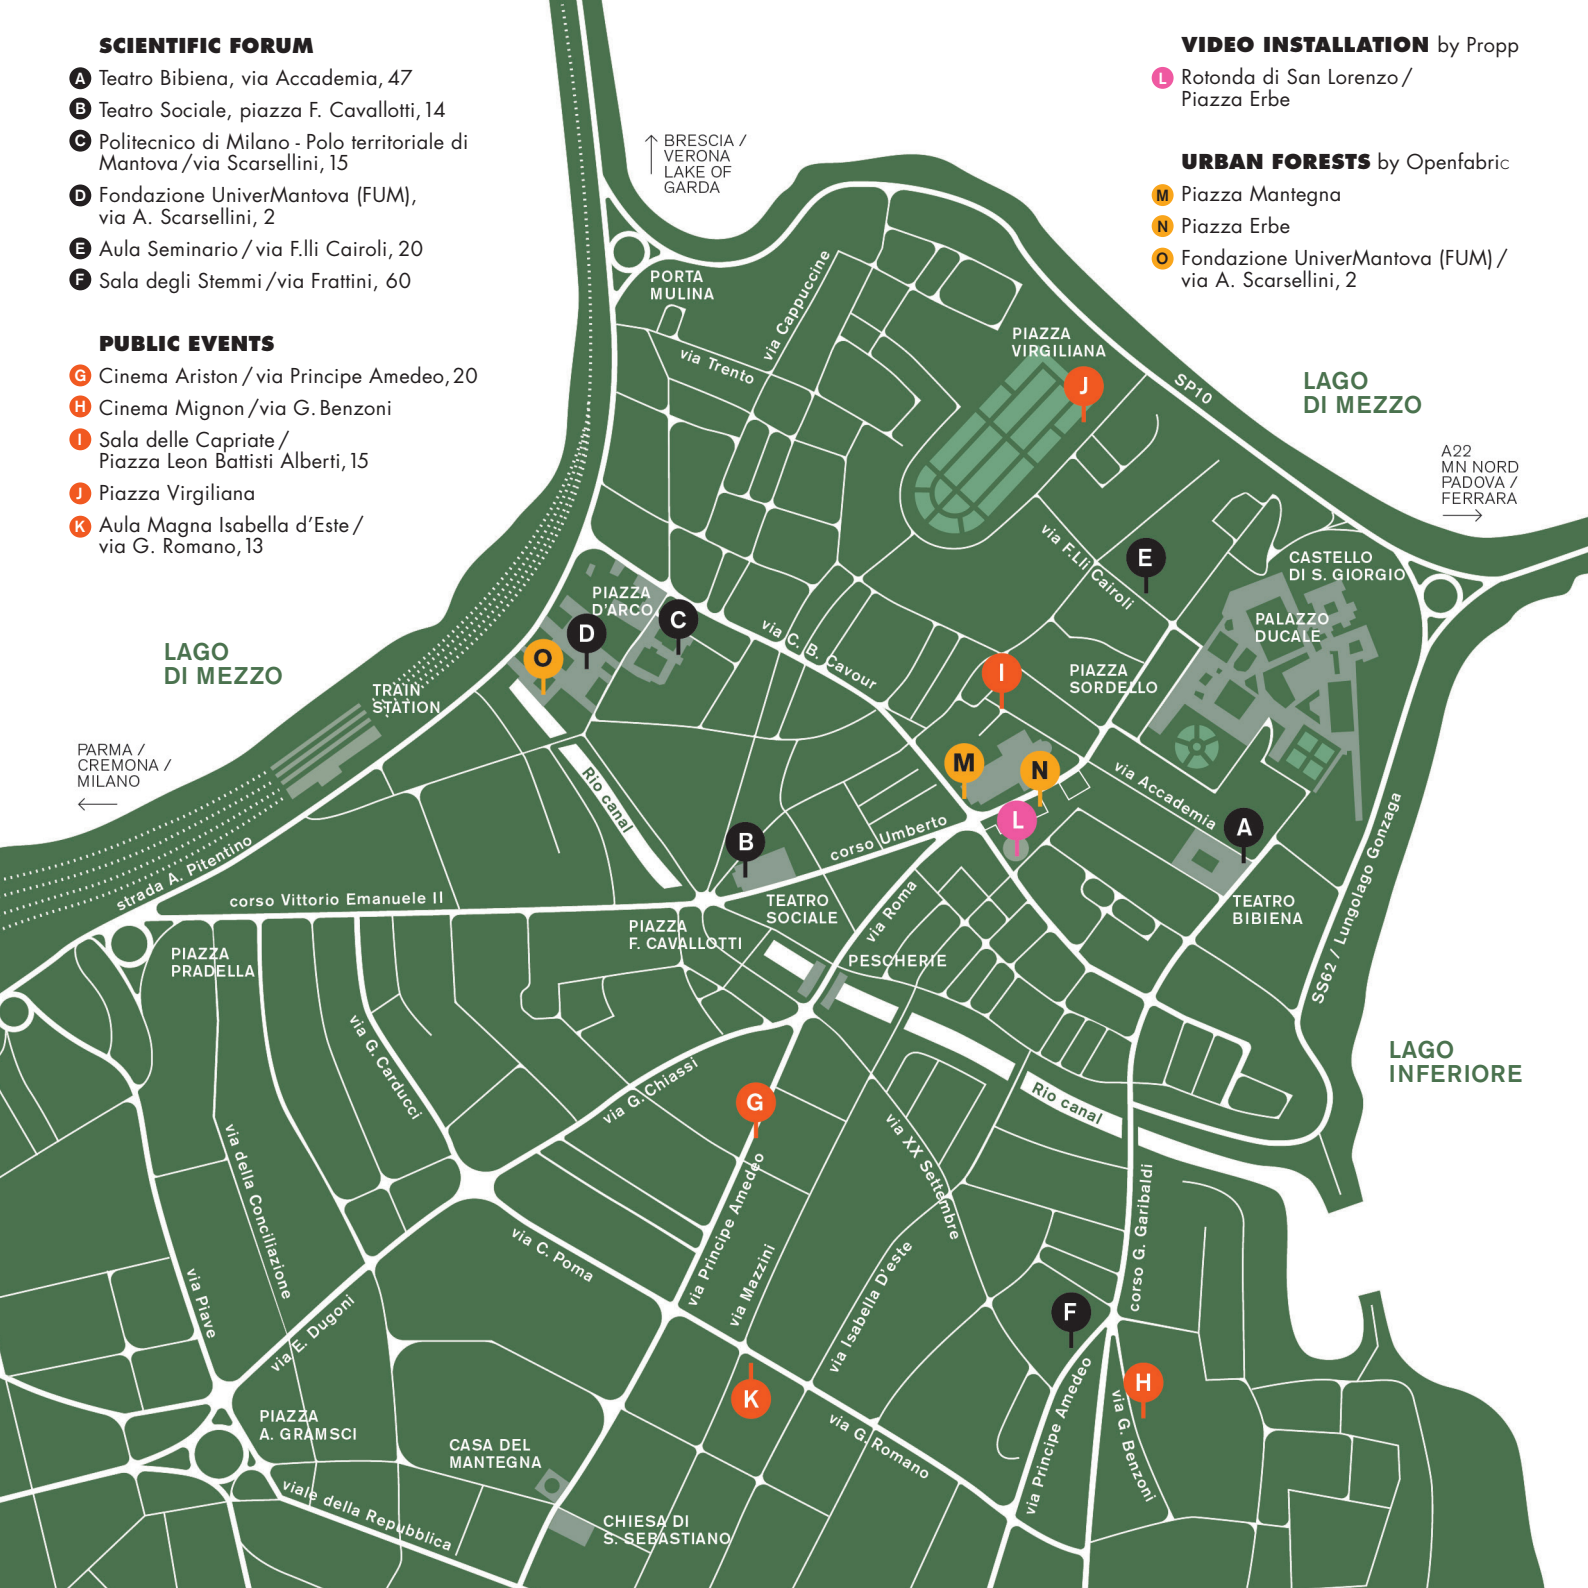 SCIENTIFIC FORUM
A Teatro Bibiena, via Accademia, 47
B Teatro Sociale, piazza F. Cavallotti, 14
C Politecnico di Milano - Polo territoriale di
Mantova / via Scarsellini, 15
D Fondazione UniverMantova (FUM),
via A. Scarsellini, 2
E Aula Seminario / via F.lli Cairoli, 20
F Sala degli Stemmi / via Frattini, 60
PUBLIC EVENTS
G Cinema Ariston / via Principe Amedeo, 20
H Cinema Mignon / via G. Benzoni
I Sala delle Capriate /
Piazza Leon Battisti Alberti, 15
J Piazza Virgiliana
K Aula Magna Isabella d'Este /
via G. Romano, 13
VIDEO INSTALLATION by Propp
L Rotonda di San Lorenzo /
Piazza Erbe
URBAN FORESTS by Openfabric
M Piazza Mantegna
N Piazza Erbe
O Fondazione UniverMantova (FUM) /
via A. Scarsellini, 2
BRESCIA /
VERONA
LAKE OF
GARDA
PORTA
MULINA
via Cappuccine
via Trento
PIAZZA
VIRGILIANA
J
SP10
LAGO
DI MEZZO
A22
MN NORD
PADOVA /
FERRARA
via F.Lli Cairoli
E
CASTELLO
DI S. GIORGIO
PALAZZO
DUCALE
PIAZZA
D'ARCO
C
D
O
via C. B. Cavour
I
PIAZZA
SORDELLO
LAGO
DI MEZZO
TRAIN
STATION
PARMA /
CREMONA /
MILANO
M
N
L
via Accademia
A
Rio canal
B
corso Umberto
TEATRO
SOCIALE
TEATRO
BIBIENA
SS62 / Lungolago Gonzaga
strada A. Pitentino
corso Vittorio Emanuele II
PIAZZA
F. CAVALLOTTI
via Roma
PESCHERIE
PIAZZA
PRADELLA
via G. Carducci
via G. Chiassi
LAGO
INFERIORE
G
Rio canal
via XX Settembre
via della Conciliazione
via Principe Amedeo
via Mazzini
via C. Poma
via Isabella D'este
corso G. Garibaldi
via Piave
via E. Dugoni
F
H
K
via G. Romano
via Principe Amedeo
via G. Benzoni
PIAZZA
A. GRAMSCI
CASA DEL
MANTEGNA
viale della Repubblica
CHIESA DI
S. SEBASTIANO